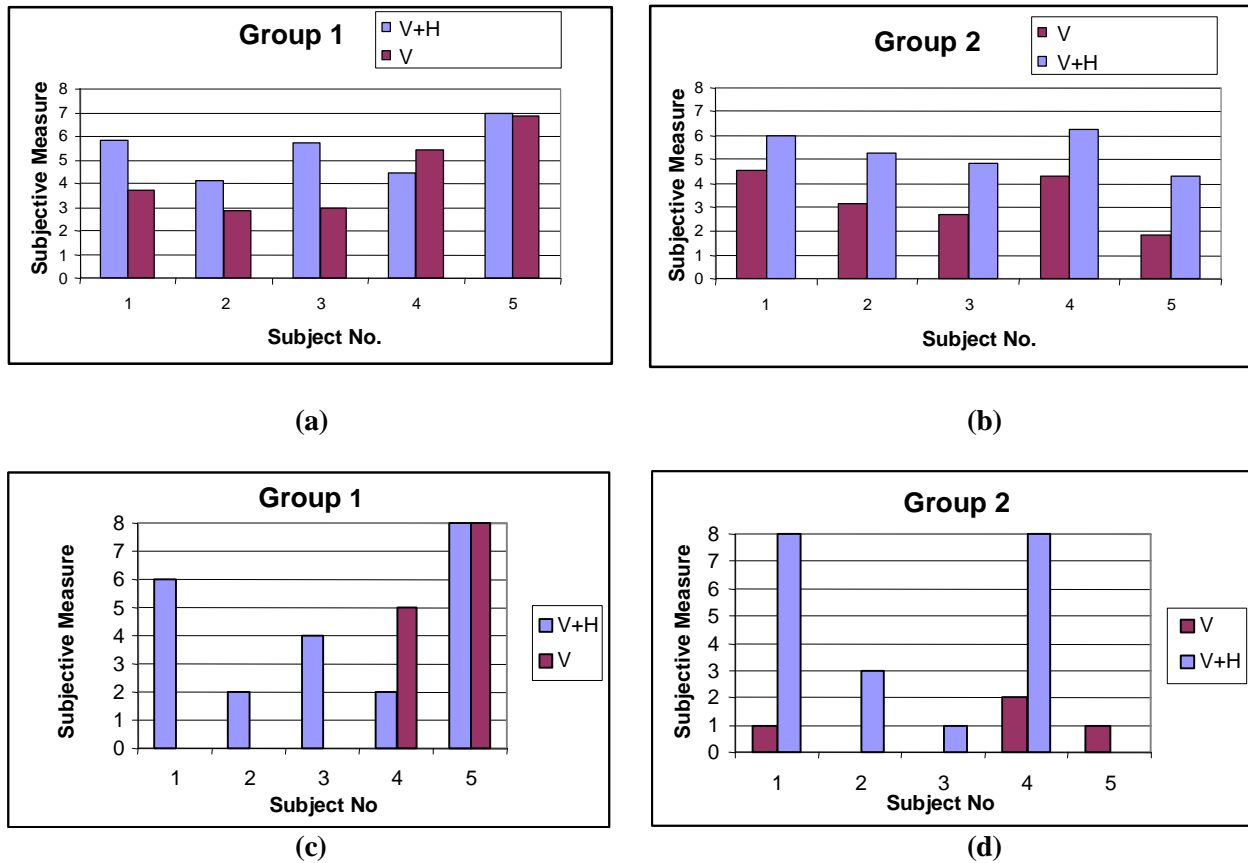 Group 1
V+H
V
Subjective Measure
8
7
6
5
4
3
2
1
0
1 2 3 4 5
Subject No.
(a)
Group 2
V
V+H
Subjective Measure
8
7
6
5
4
3
2
1
0
1 2 3 4 5
Subject No.
(b)
Group 1
Subjective Measure
8
7
6
5
4
3
2
1
0
V+H
V
1 2 3 4 5
Subject No
(c)
Group 2
Subjective Measure
8
7
6
5
4
3
2
1
0
V
V+H
1 2 3 4 5
Subject No
(d)